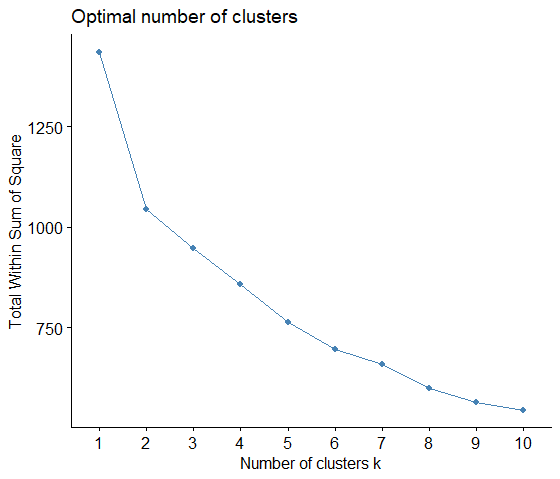 Optimal number of clusters
Total Within Sum of Square
1250
1000
750
1 2 3 4 5 6 7 8 9 10
Number of clusters k